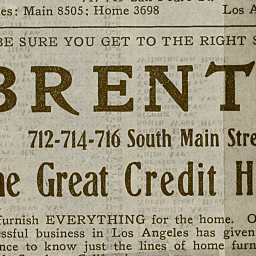 es: Main 8505: Home 3698 Los A
BE SURE YOU GET TO THE RIGHT S
BRENT
712-714-716 South Main Stre
he Great Credit H
furnish EVERYTHING for the home. O
essful business in Los Angeles has given
nce to know just the lines of home furn